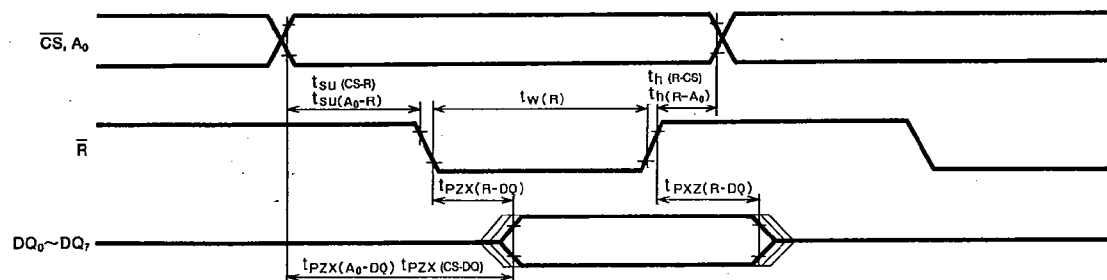 CS, A₀
tsu (CS-R)
tsu(A₀-R)
tw(R)
th (R-CS)
th(R-A₀)
R
tPZX(R-DQ)
tPXZ(R-DQ)
DQ₀~DQ₇
tPZX(A₀-DQ) tPZX (CS-DQ)